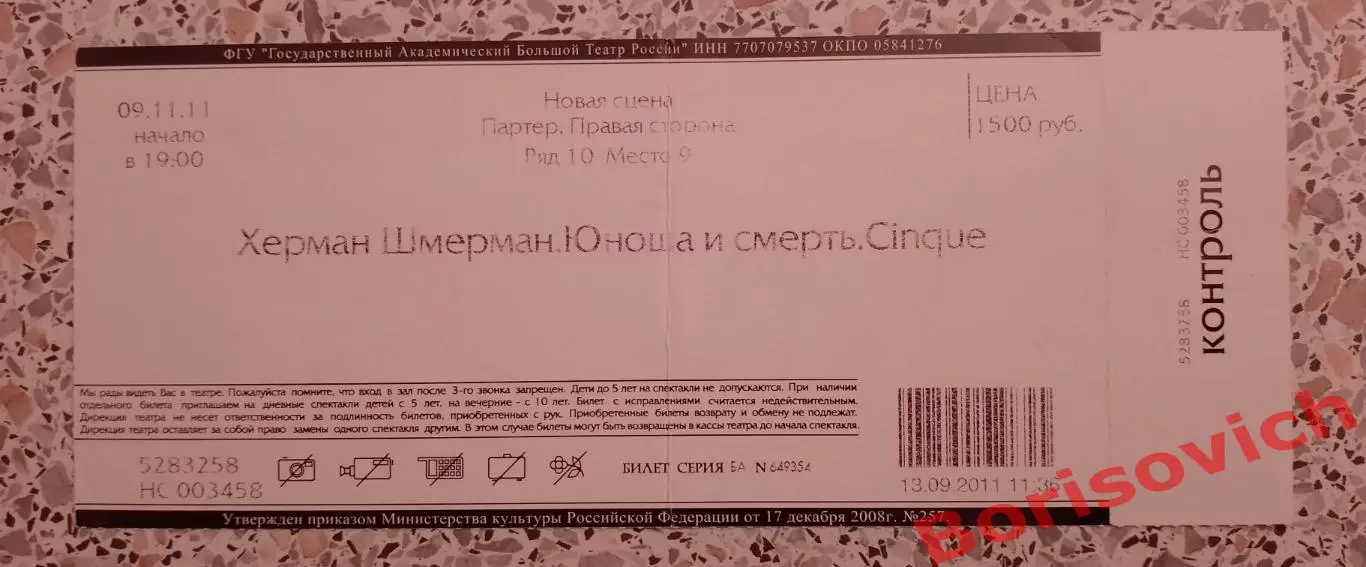 ФГУ "Государственный Академический Большой Театр России" ИНН 7707079537 ОКПО 05841276
09.11.11
начало
в 19:00
Новая сцена
Партер. Правая сторона
Ряд 10 Место 9
ЦЕНА
1500 руб.
Херман Шмерман.Юноша и смерть.Cinque
Мы рады видеть Вас в театре. Пожалуйста помните, что вход в зал после 3-го звонка запрещен. Дети до 5 лет на спектакли не допускаются. При наличии
отдельного билета приглашаем на дневные спектакли детей с 5 лет, на вечерние - с 10 лет. Билет с исправлениями считается недействительным.
Дирекция театра не несет ответственности за подлинность билетов, приобретенных с рук. Приобретенные билеты возврату и обмену не подлежат.
Дирекция театра оставляет за собой право замены одного спектакля другим. В этом случае билеты могут быть возвращены в кассы театра до начала спектакля.
5283258
НС 003458
БИЛЕТ СЕРИЯ БА N 649354
13.09.2011 11:36
Утвержден приказом Министерства культуры Российской Федерации от 17 декабря 2008г. №257
5283258 НС 003458
КОНТРОЛЬ
Borisovich